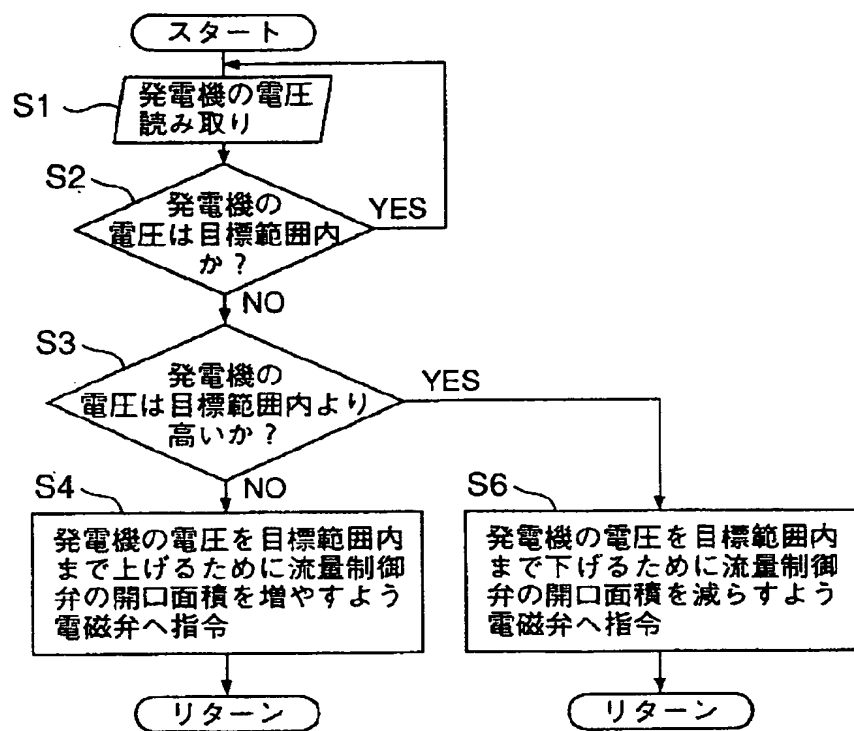 スタート
S1
発電機の電圧
読み取り
S2
発電機の
電圧は目標範囲内
か？
YES
NO
S3
発電機の
電圧は目標範囲内より
高いか？
YES
NO
S4
発電機の電圧を目標範囲内
まで上げるために流量制御
弁の開口面積を増やすよう
電磁弁へ指令
S6
発電機の電圧を目標範囲内
まで下げるために流量制御
弁の開口面積を減らすよう
電磁弁へ指令
リターン
リターン